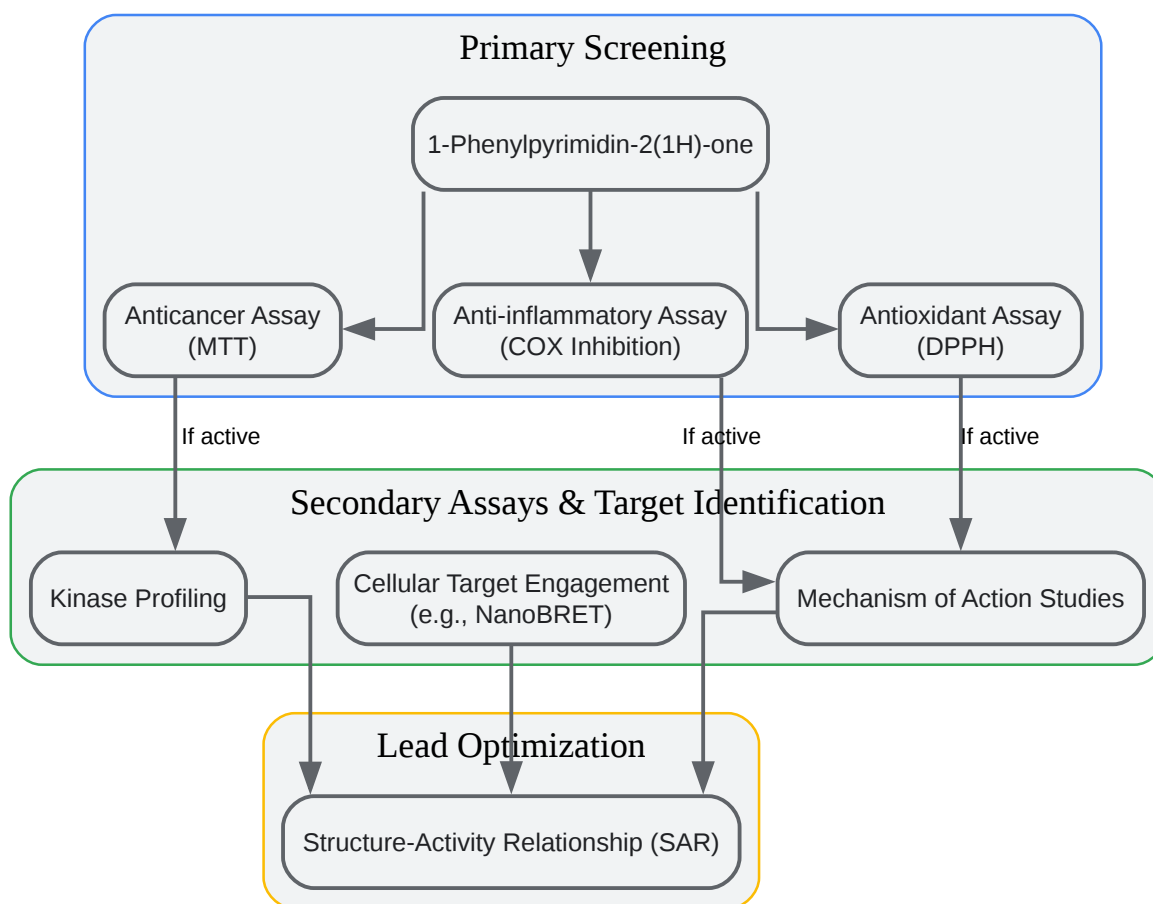 Primary Screening
1-Phenylpyrimidin-2(1H)-one
Anticancer Assay
(MTT)
Anti-inflammatory Assay
(COX Inhibition)
Antioxidant Assay
(DPPH)
If active
If active
If active
Secondary Assays & Target Identification
Kinase Profiling
Cellular Target Engagement
(e.g., NanoBRET)
Mechanism of Action Studies
Lead Optimization
Structure-Activity Relationship (SAR)